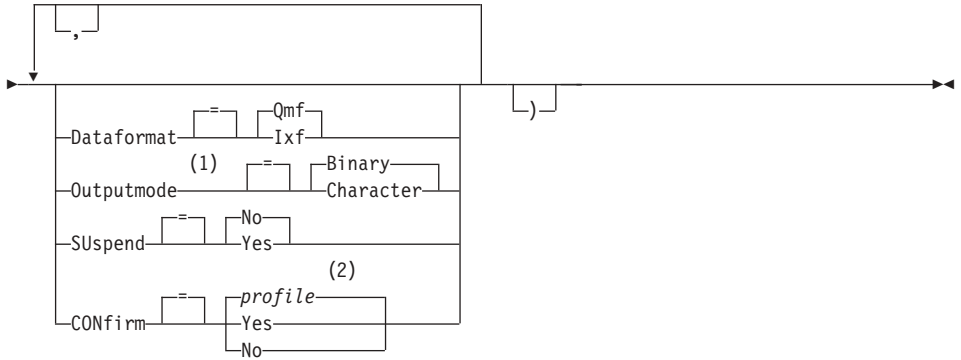 ,
)
= Qmf
Dataformat Ixf
(1)
= Binary
Outputmode Character
= No
SUspend Yes
(2)
= profile
CONfirm Yes
No